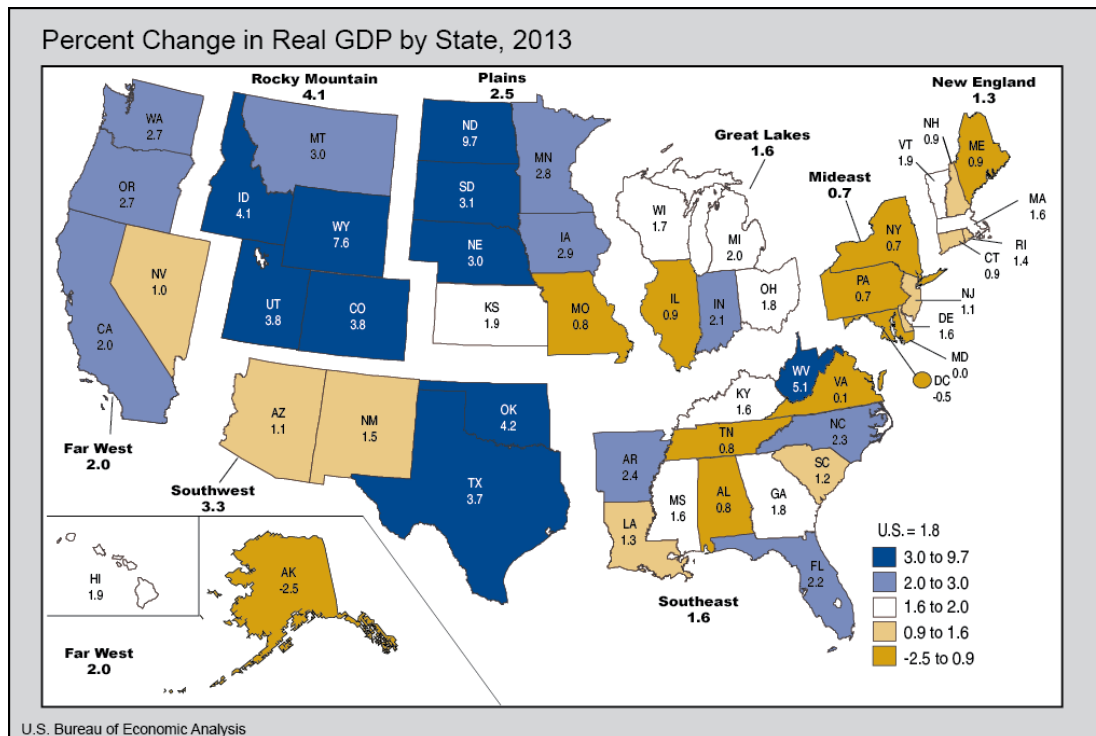 Percent Change in Real GDP by State, 2013
Rocky Mountain
4.1
Plains
2.5
New England
1.3
Great Lakes
1.6
Mideast
0.7
WA
2.7
OR
2.7
CA
2.0
NV
1.0
ID
4.1
MT
3.0
WY
7.6
UT
3.8
CO
3.8
ND
9.7
SD
3.1
NE
3.0
KS
1.9
MN
2.8
IA
2.9
MO
0.8
WI
1.7
MI
2.0
IL
0.9
IN
2.1
OH
1.8
NH
0.9
VT
1.9
ME
0.9
MA
1.6
RI
1.4
CT
0.9
NY
0.7
PA
0.7
NJ
1.1
DE
1.6
MD
0.0
DC
-0.5
AZ
1.1
NM
1.5
OK
4.2
TX
3.7
WV
5.1
VA
0.1
KY
1.6
TN
0.8
NC
2.3
SC
1.2
AR
2.4
LA
1.3
MS
1.6
AL
0.8
GA
1.8
FL
2.2
Far West
2.0
Southwest
3.3
Southeast
1.6
HI
1.9
AK
-2.5
Far West
2.0
U.S. = 1.8
3.0 to 9.7
2.0 to 3.0
1.6 to 2.0
0.9 to 1.6
-2.5 to 0.9
U.S. Bureau of Economic Analysis